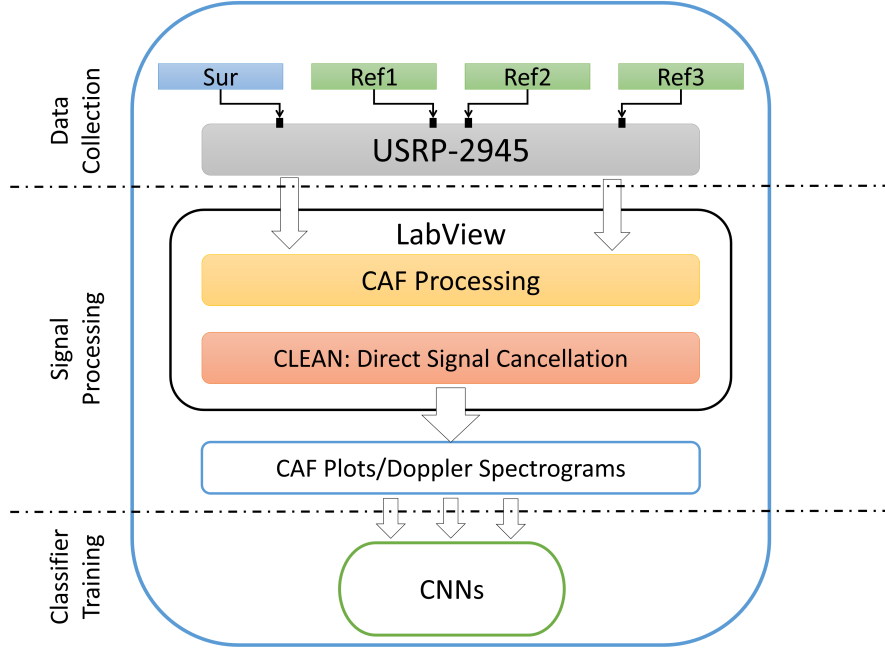 Data
Collection
Sur
Ref1
Ref2
Ref3
USRP-2945
Signal
Processing
LabView
CAF Processing
CLEAN: Direct Signal Cancellation
CAF Plots/Doppler Spectrograms
Classifier
Training
CNNs